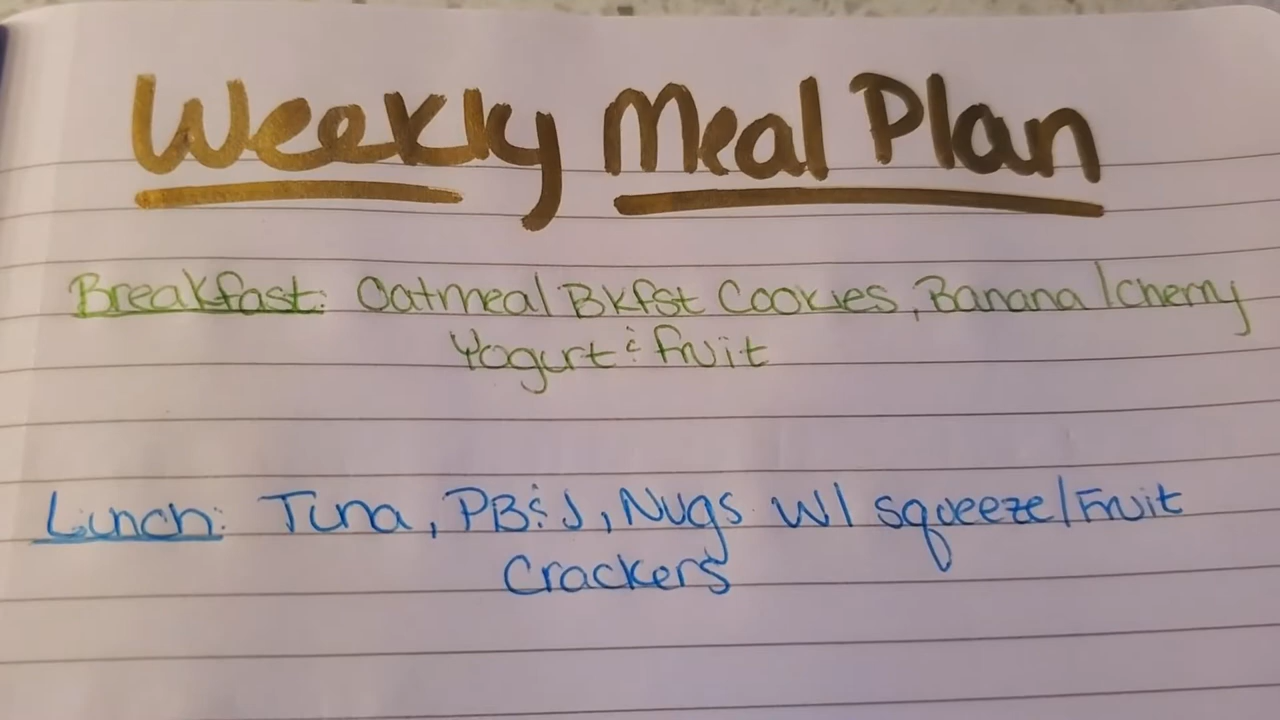 Weekly Meal Plan
Breakfast: Oatmeal Bkfst Cookies, Banana/cherry
Yogurt & fruit
Lunch: Tuna, PB&J, Nugs W/ squeeze/Fruit
Crackers